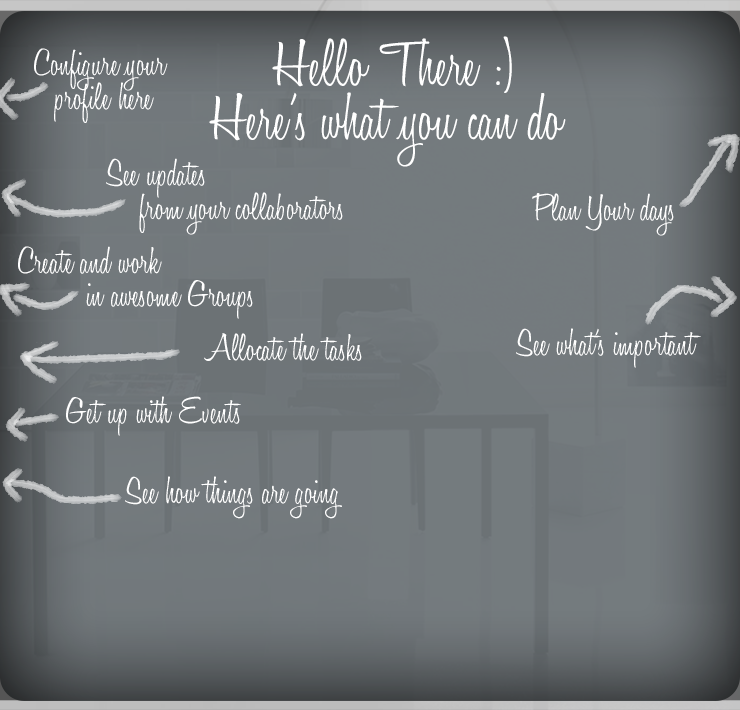 Hello There :)
Here's what you can do
Configure your
profile here
See updates
from your collaborators
Create and work
in awesome Groups
Allocate the tasks
Get up with Events
See how things are going
Plan Your days
See what's important